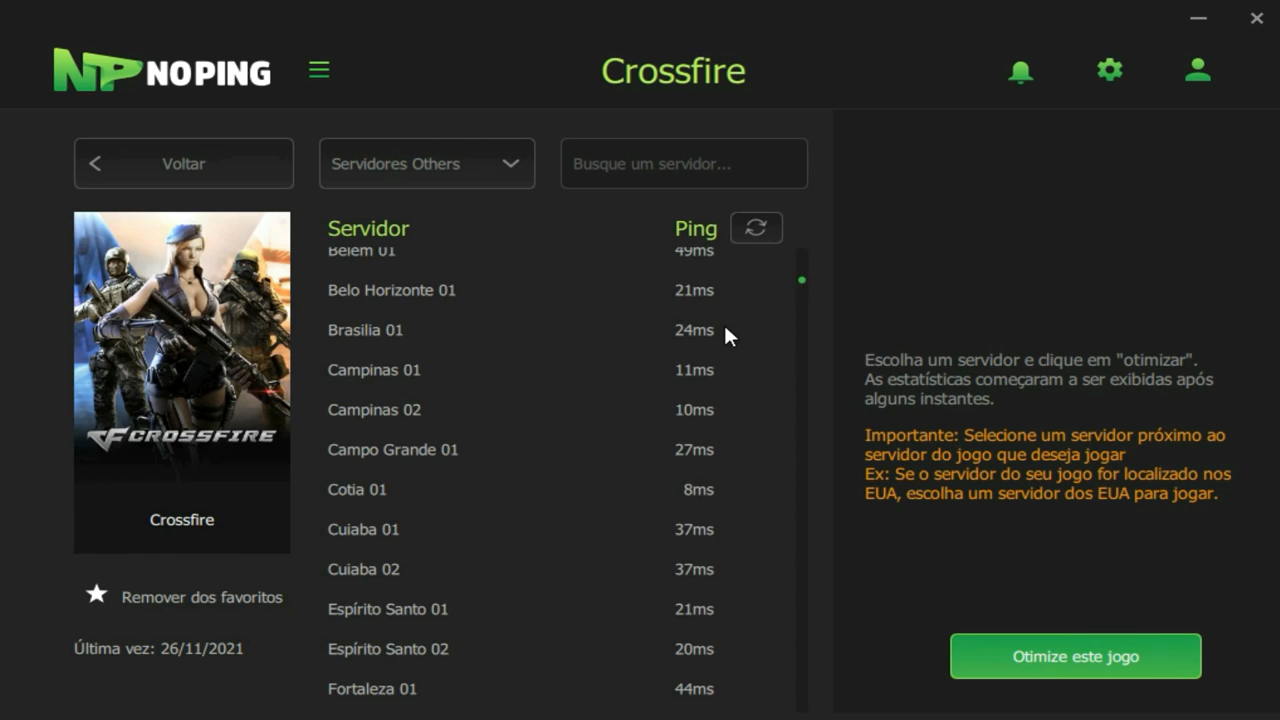 NP NOPING
Crossfire
Voltar
Servidores Others
Busque um servidor...
Servidor Ping
Belem 01 49ms
Belo Horizonte 01 21ms
Brasilia 01 24ms
Campinas 01 11ms
Campinas 02 10ms
Campo Grande 01 27ms
Cotia 01 8ms
Cuiaba 01 37ms
Cuiaba 02 37ms
Espírito Santo 01 21ms
Espírito Santo 02 20ms
Fortaleza 01 44ms
CF CROSSFIRE
Crossfire
Remover dos favoritos
Última vez: 26/11/2021
Escolha um servidor e clique em "otimizar".
As estatísticas começaram a ser exibidas após
alguns instantes.
Importante: Selecione um servidor próximo ao
servidor do jogo que deseja jogar
Ex: Se o servidor do seu jogo for localizado nos
EUA, escolha um servidor dos EUA para jogar.
Otimize este jogo